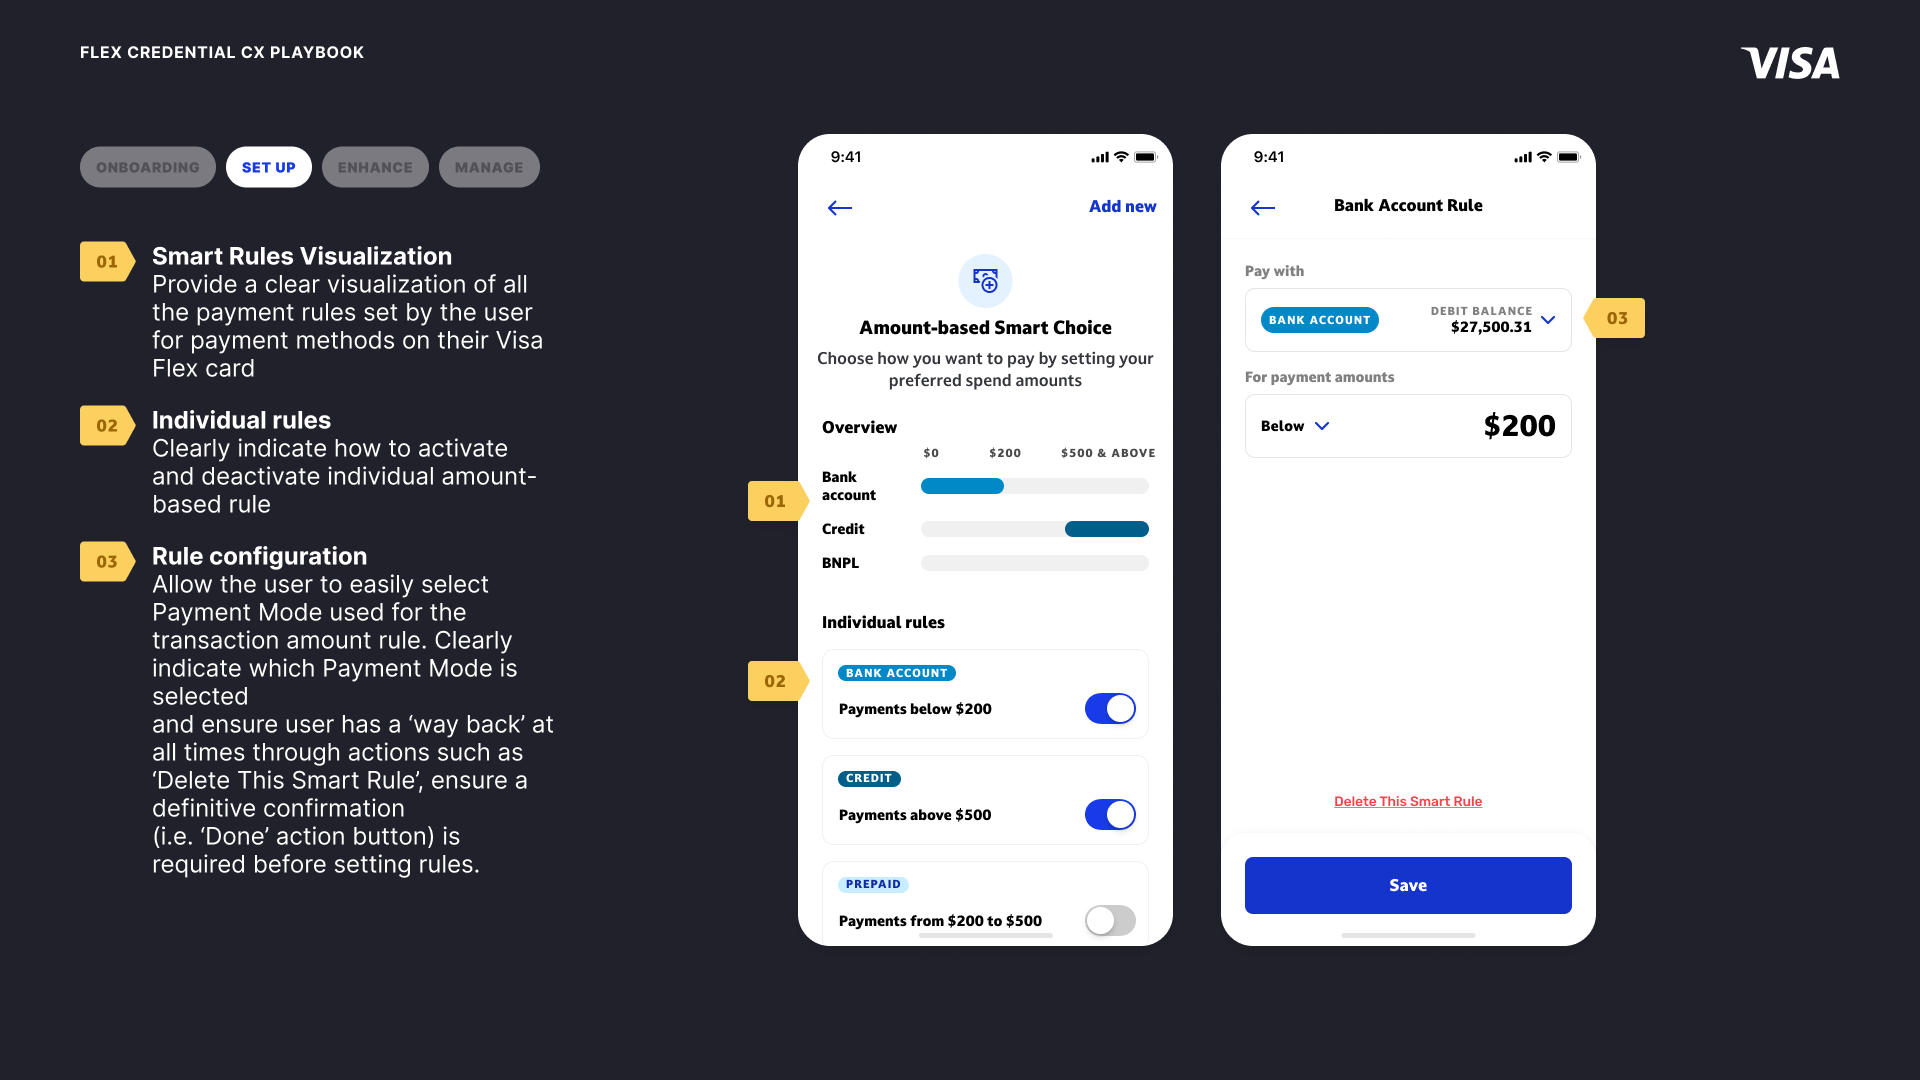 FLEX CREDENTIAL CX PLAYBOOK
VISA
ONBOARDING
SET UP
ENHANCE
MANAGE
01
Smart Rules Visualization
Provide a clear visualization of all
the payment rules set by the user
for payment methods on their Visa
Flex card
02
Individual rules
Clearly indicate how to activate
and deactivate individual amount-
based rule
03
Rule configuration
Allow the user to easily select
Payment Mode used for the
transaction amount rule. Clearly
indicate which Payment Mode is
selected
and ensure user has a ‘way back’ at
all times through actions such as
‘Delete This Smart Rule’, ensure a
definitive confirmation
(i.e. ‘Done’ action button) is
required before setting rules.
9:41
Add new
Amount-based Smart Choice
Choose how you want to pay by setting your
preferred spend amounts
Overview
$0 $200 $500 & ABOVE
Bank
account
01
Credit
BNPL
Individual rules
02
BANK ACCOUNT
Payments below $200
CREDIT
Payments above $500
PREPAID
Payments from $200 to $500
9:41
Bank Account Rule
Pay with
BANK ACCOUNT
DEBIT BALANCE
$27,500.31
03
For payment amounts
Below
$200
Delete This Smart Rule
Save